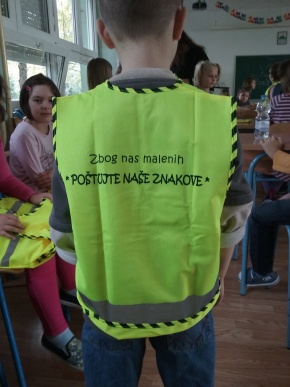 Zbog nas malenih
* POŠTUJTE NAŠE ZNAKOVE *